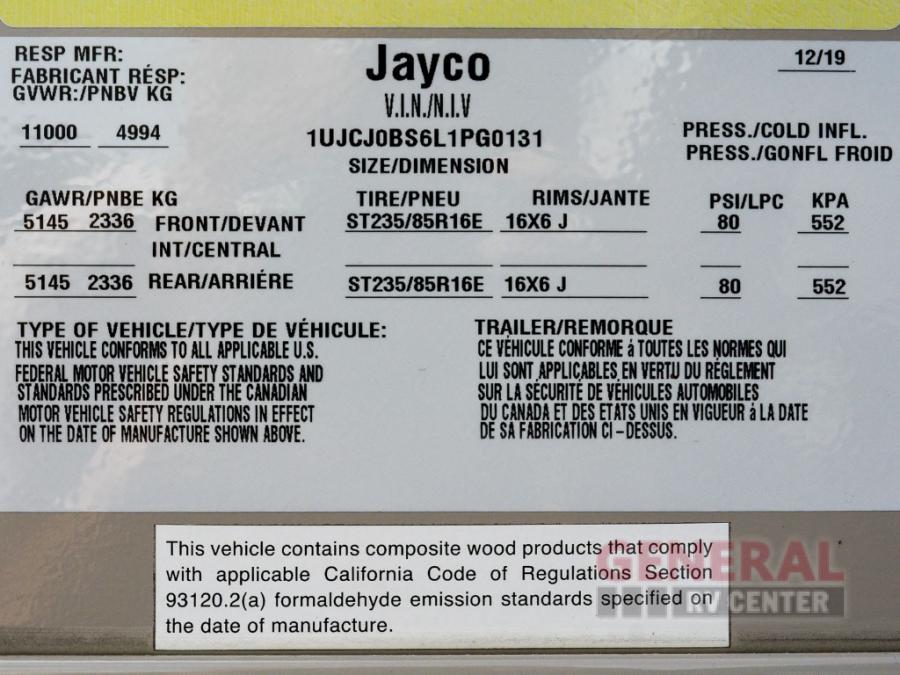 RESP MFR:
FABRICANT RÉSP:
GVWR:/PNBV KG
Jayco
12/19
V.I.N./N.I.V
11000 4994
1UJCJ0BS6L1PG0131
PRESS./COLD INFL.
PRESS./GONFL FROID
SIZE/DIMENSION
GAWR/PNBE KG TIRE/PNEU RIMS/JANTE PSI/LPC KPA
5145 2336 FRONT/DEVANT ST235/85R16E 16X6 J 80 552
INT/CENTRAL
5145 2336 REAR/ARRIÉRE ST235/85R16E 16X6 J 80 552
TYPE OF VEHICLE/TYPE DE VÉHICULE: TRAILER/REMORQUE
THIS VEHICLE CONFORMS TO ALL APPLICABLE U.S.
FEDERAL MOTOR VEHICLE SAFETY STANDARDS AND
STANDARDS PRESCRIBED UNDER THE CANADIAN
MOTOR VEHICLE SAFETY REGULATIONS IN EFFECT
ON THE DATE OF MANUFACTURE SHOWN ABOVE.
CE VÉHICULE CONFORME á TOUTES LES NORMES QUI
LUI SONT APPLICABLES EN VERTU DU RÉGLEMENT
SUR LA SÉCURITÉ DE VÉHICULES AUTOMOBILES
DU CANADA ET DES ETATS UNIS EN VIGUEUR á LA DATE
DE SA FABRICATION CI-DESSUS.
This vehicle contains composite wood products that comply
with applicable California Code of Regulations Section
93120.2(a) formaldehyde emission standards specified on
the date of manufacture.
GENERAL
RV CENTER